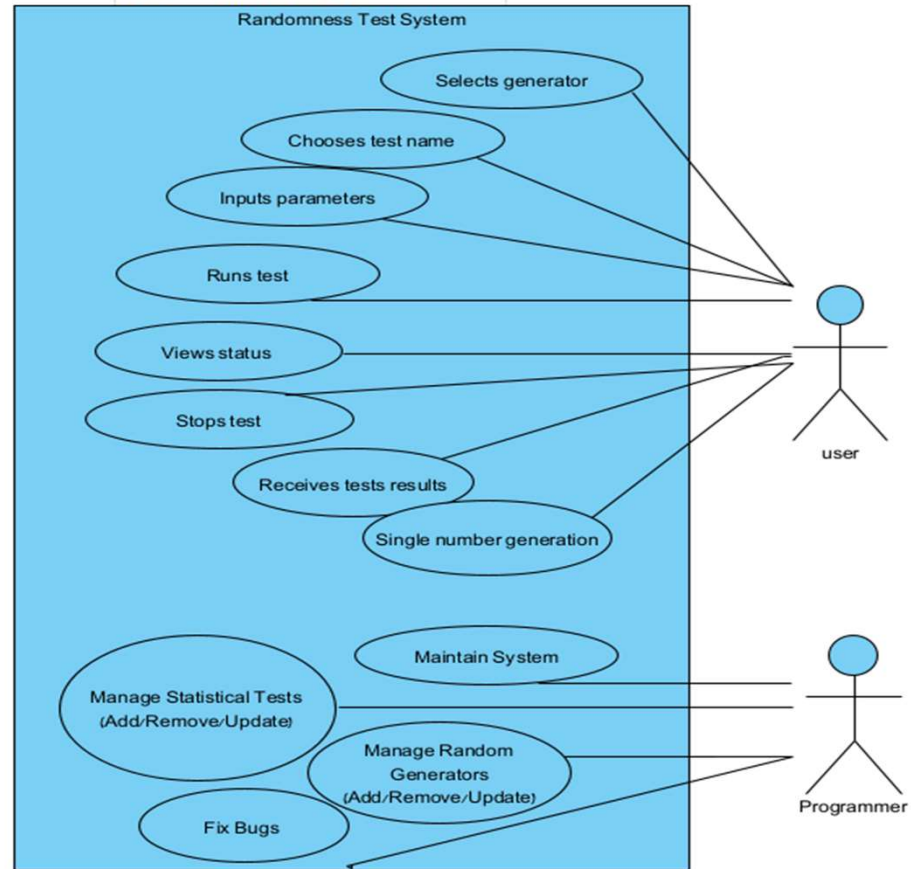 Randomness Test System
Selects generator
Chooses test name
Inputs parameters
Runs test
Views status
Stops test
user
Receives tests results
Single number generation
Maintain System
Manage Statistical Tests
(Add/Remove/Update)
Manage Random
Generators
(Add/Remove/Update)
Programmer
Fix Bugs